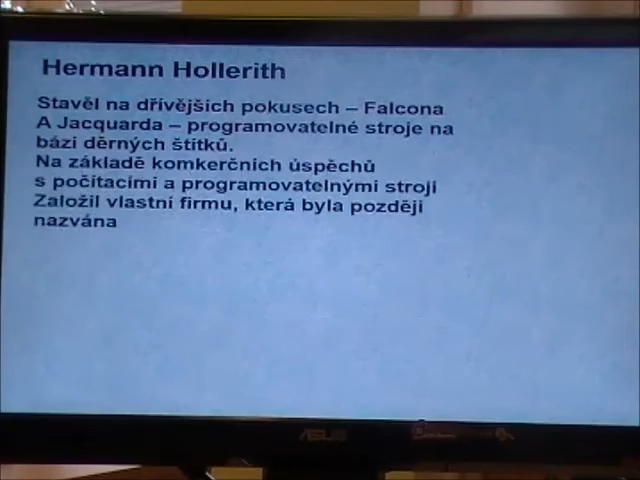 Hermann Hollerith
Stavěl na dřívějších pokusech – Falcona
A Jacquarda – programovatelné stroje na
bázi děrných štítků.
Na základě komkerčních úspěchů
s počítacími a programovatelnými stroji
Založil vlastní firmu, která byla později
nazvána
ASUS